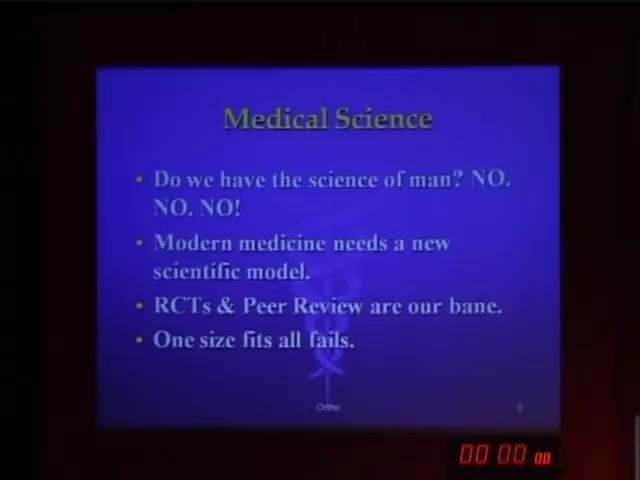 Medical Science
• Do we have the science of man? NO.
NO. NO!
• Modern medicine needs a new
scientific model.
• RCTs & Peer Review are our bane.
• One size fits all fails.
Ortho
00 00 00